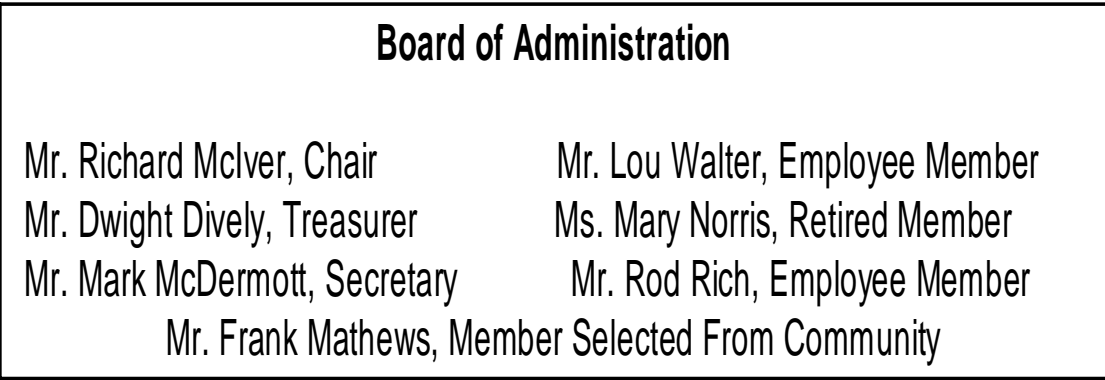 Board of Administration
Mr. Richard McIver, Chair Mr. Lou Walter, Employee Member
Mr. Dwight Dively, Treasurer Ms. Mary Norris, Retired Member
Mr. Mark McDermott, Secretary Mr. Rod Rich, Employee Member
Mr. Frank Mathews, Member Selected From Community